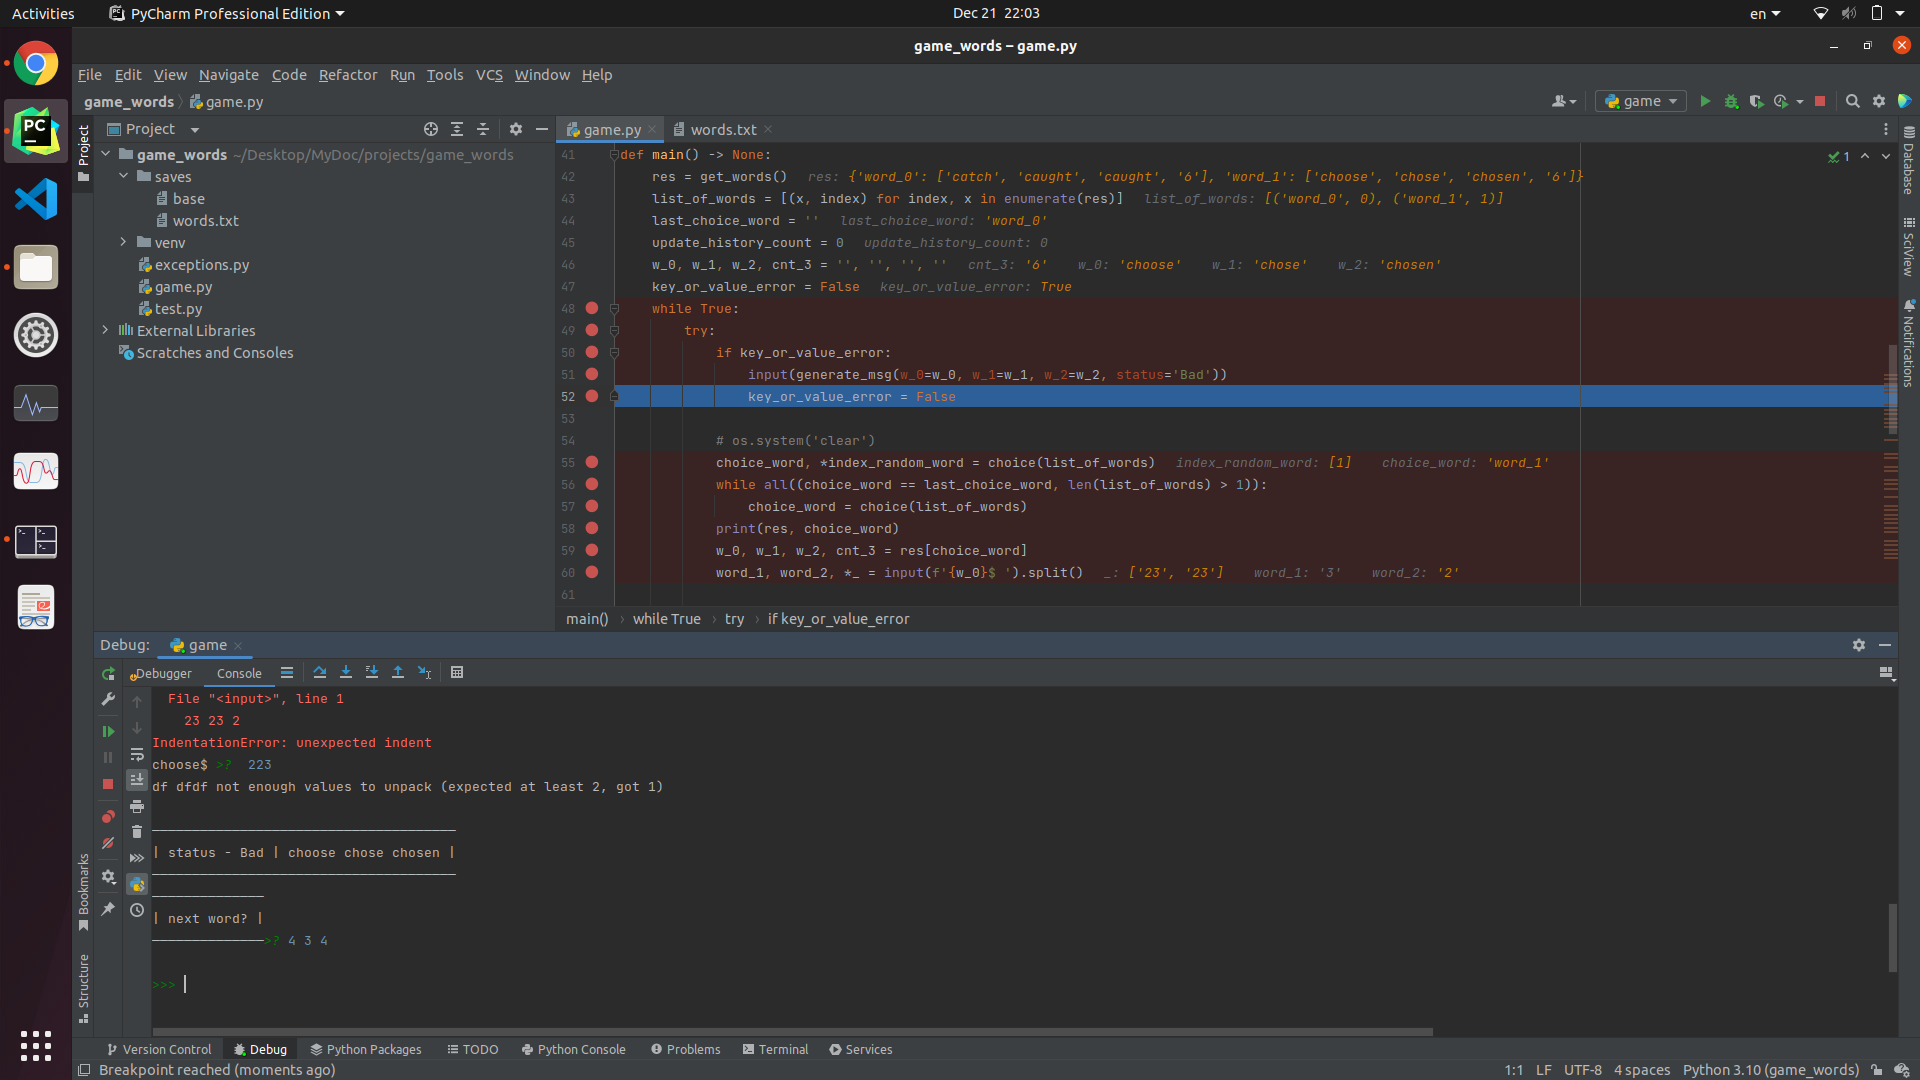 Activities PyCharm Professional Edition Dec 21 22:03 en
game_words – game.py
File Edit View Navigate Code Refactor Run Tools VCS Window Help
game_words game.py game
Project game.py words.txt
game_words ~/Desktop/MyDoc/projects/game_words
saves
base
words.txt
venv
exceptions.py
game.py
test.py
External Libraries
Scratches and Consoles
41 def main() -> None:
42 res = get_words() res: {'word_0': ['catch', 'caught', 'caught', '6'], 'word_1': ['choose', 'chose', 'chosen', '6']}
43 list_of_words = [(x, index) for index, x in enumerate(res)] list_of_words: [('word_0', 0), ('word_1', 1)]
44 last_choice_word = '' last_choice_word: 'word_0'
45 update_history_count = 0 update_history_count: 0
46 w_0, w_1, w_2, cnt_3 = '', '', '', '' cnt_3: '6' w_0: 'choose' w_1: 'chose' w_2: 'chosen'
47 key_or_value_error = False key_or_value_error: True
48 while True:
49 try:
50 if key_or_value_error:
51 input(generate_msg(w_0=w_0, w_1=w_1, w_2=w_2, status='Bad'))
52 key_or_value_error = False
53
54 # os.system('clear')
55 choice_word, *index_random_word = choice(list_of_words) index_random_word: [1] choice_word: 'word_1'
56 while all((choice_word == last_choice_word, len(list_of_words) > 1)):
57 choice_word = choice(list_of_words)
58 print(res, choice_word)
59 w_0, w_1, w_2, cnt_3 = res[choice_word]
60 word_1, word_2, *_ = input(f'{w_0}$ ').split() _: ['23', '23'] word_1: '3' word_2: '2'
61
1
main() › while True › try › if key_or_value_error
Project
Bookmarks
Structure
Database
SciView
Notifications
Debug: game
Debugger Console
File "<input>", line 1
23 23 2
IndentationError: unexpected indent
choose$ >? 223
df dfdf not enough values to unpack (expected at least 2, got 1)
| status - Bad | choose chose chosen |
| next word? |
>? 4 3 4
>>>
Version Control Debug Python Packages TODO Python Console Problems Terminal Services
Breakpoint reached (moments ago) 1:1 LF UTF-8 4 spaces Python 3.10 (game_words)